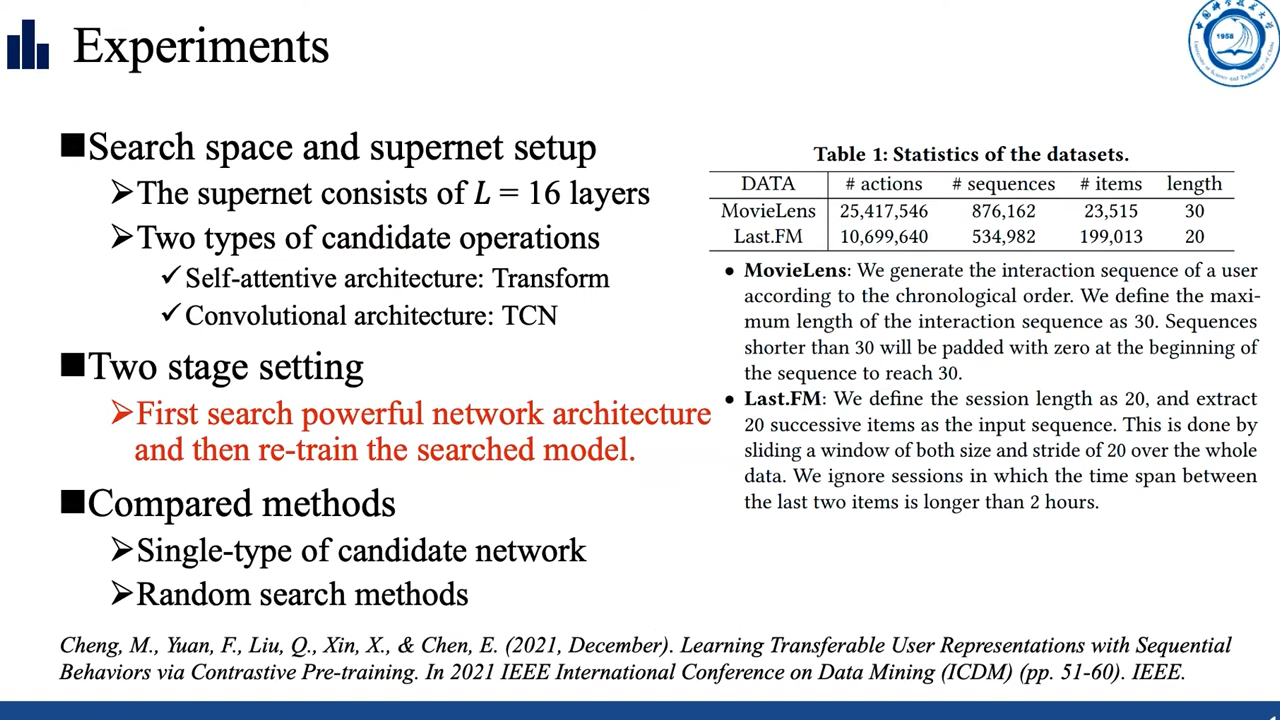 Experiments
1958
University of Science and Technology of China
■Search space and supernet setup
➢The supernet consists of L = 16 layers
➢Two types of candidate operations
✓Self-attentive architecture: Transform
✓Convolutional architecture: TCN
■Two stage setting
➢First search powerful network architecture
and then re-train the searched model.
■Compared methods
➢Single-type of candidate network
➢Random search methods
Table 1: Statistics of the datasets.
DATA # actions # sequences # items length
MovieLens 25,417,546 876,162 23,515 30
Last.FM 10,699,640 534,982 199,013 20
• MovieLens: We generate the interaction sequence of a user
according to the chronological order. We define the maxi-
mum length of the interaction sequence as 30. Sequences
shorter than 30 will be padded with zero at the beginning of
the sequence to reach 30.
• Last.FM: We define the session length as 20, and extract
20 successive items as the input sequence. This is done by
sliding a window of both size and stride of 20 over the whole
data. We ignore sessions in which the time span between
the last two items is longer than 2 hours.
Cheng, M., Yuan, F., Liu, Q., Xin, X., & Chen, E. (2021, December). Learning Transferable User Representations with Sequential
Behaviors via Contrastive Pre-training. In 2021 IEEE International Conference on Data Mining (ICDM) (pp. 51-60). IEEE.